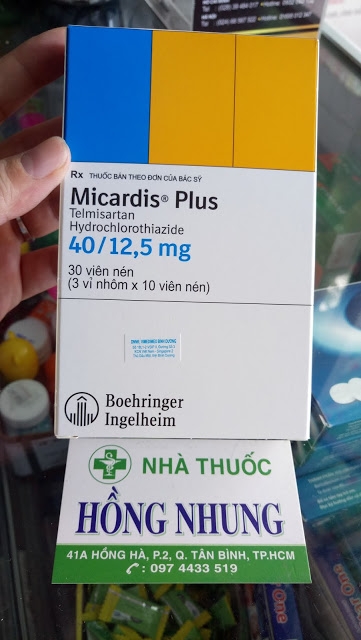 Rx THUỐC BÁN THEO ĐƠN CỦA BÁC SỸ
Micardis® Plus
Telmisartan
Hydrochlorothiazide
40/12,5 mg
30 viên nén
(3 vỉ nhôm x 10 viên nén)
Boehringer
Ingelheim
NHÀ THUỐC
HỒNG NHUNG
41A HỒNG HÀ, P.2, Q. TÂN BÌNH, TP.HCM
: 097 4433 519